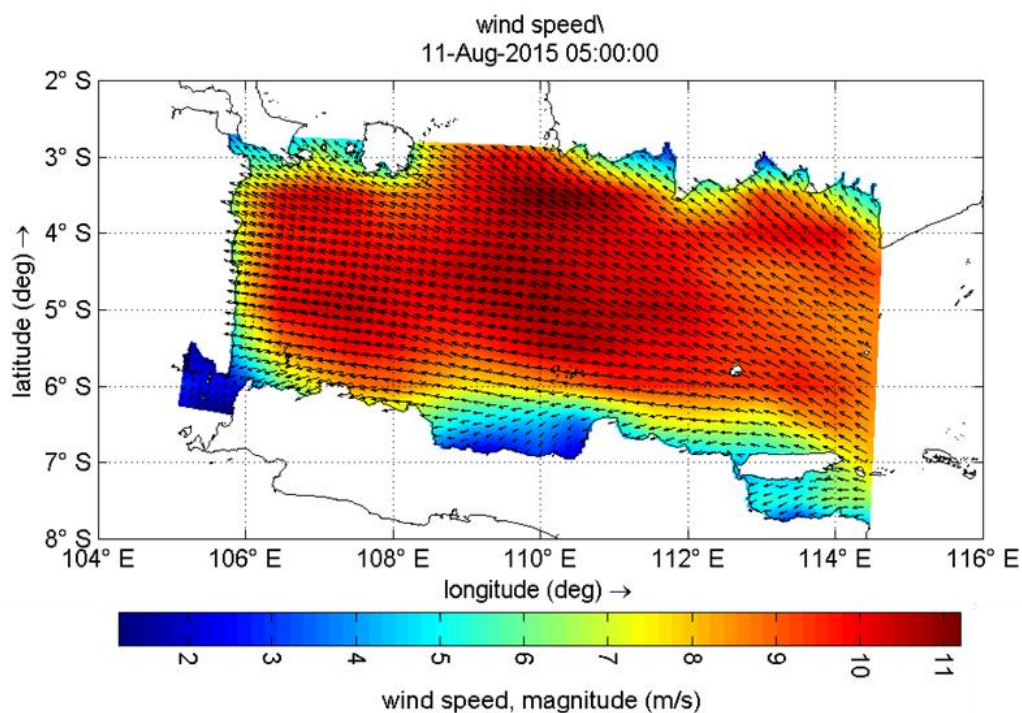 wind speed\
11-Aug-2015 05:00:00
2° S
3° S
4° S
5° S
6° S
7° S
8° S
latitude (deg) →
104° E 106° E 108° E 110° E 112° E 114° E 116° E
longitude (deg) →
2 3 4 5 6 7 8 9 10 11
wind speed, magnitude (m/s)